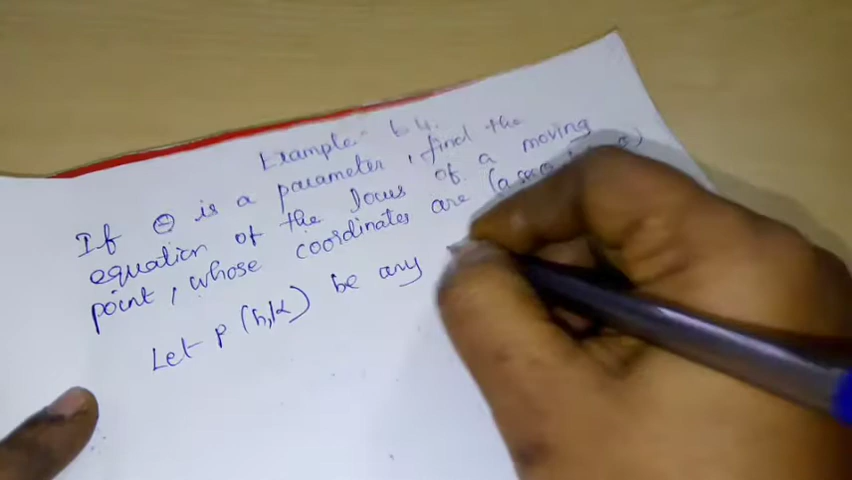 Example - 6.4.
If θ is a parameter, find the
equation of the locus of a moving
point, whose coordinates are (a sec θ
Let P (h,k) be any